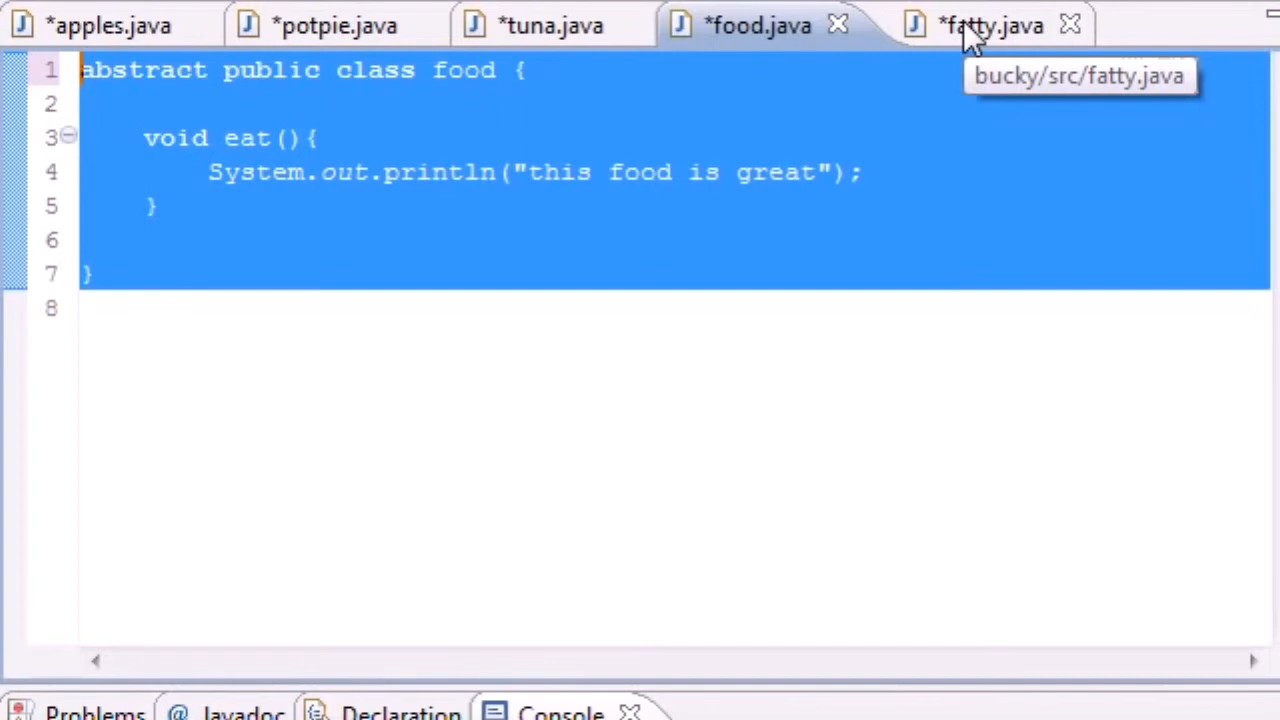 *apples.java *potpie.java *tuna.java *food.java *fatty.java
bucky/src/fatty.java
1 abstract public class food {
2
3 void eat(){
4 System.out.println("this food is great");
5 }
6
7 }
8
Problems @ Javadoc Declaration Console